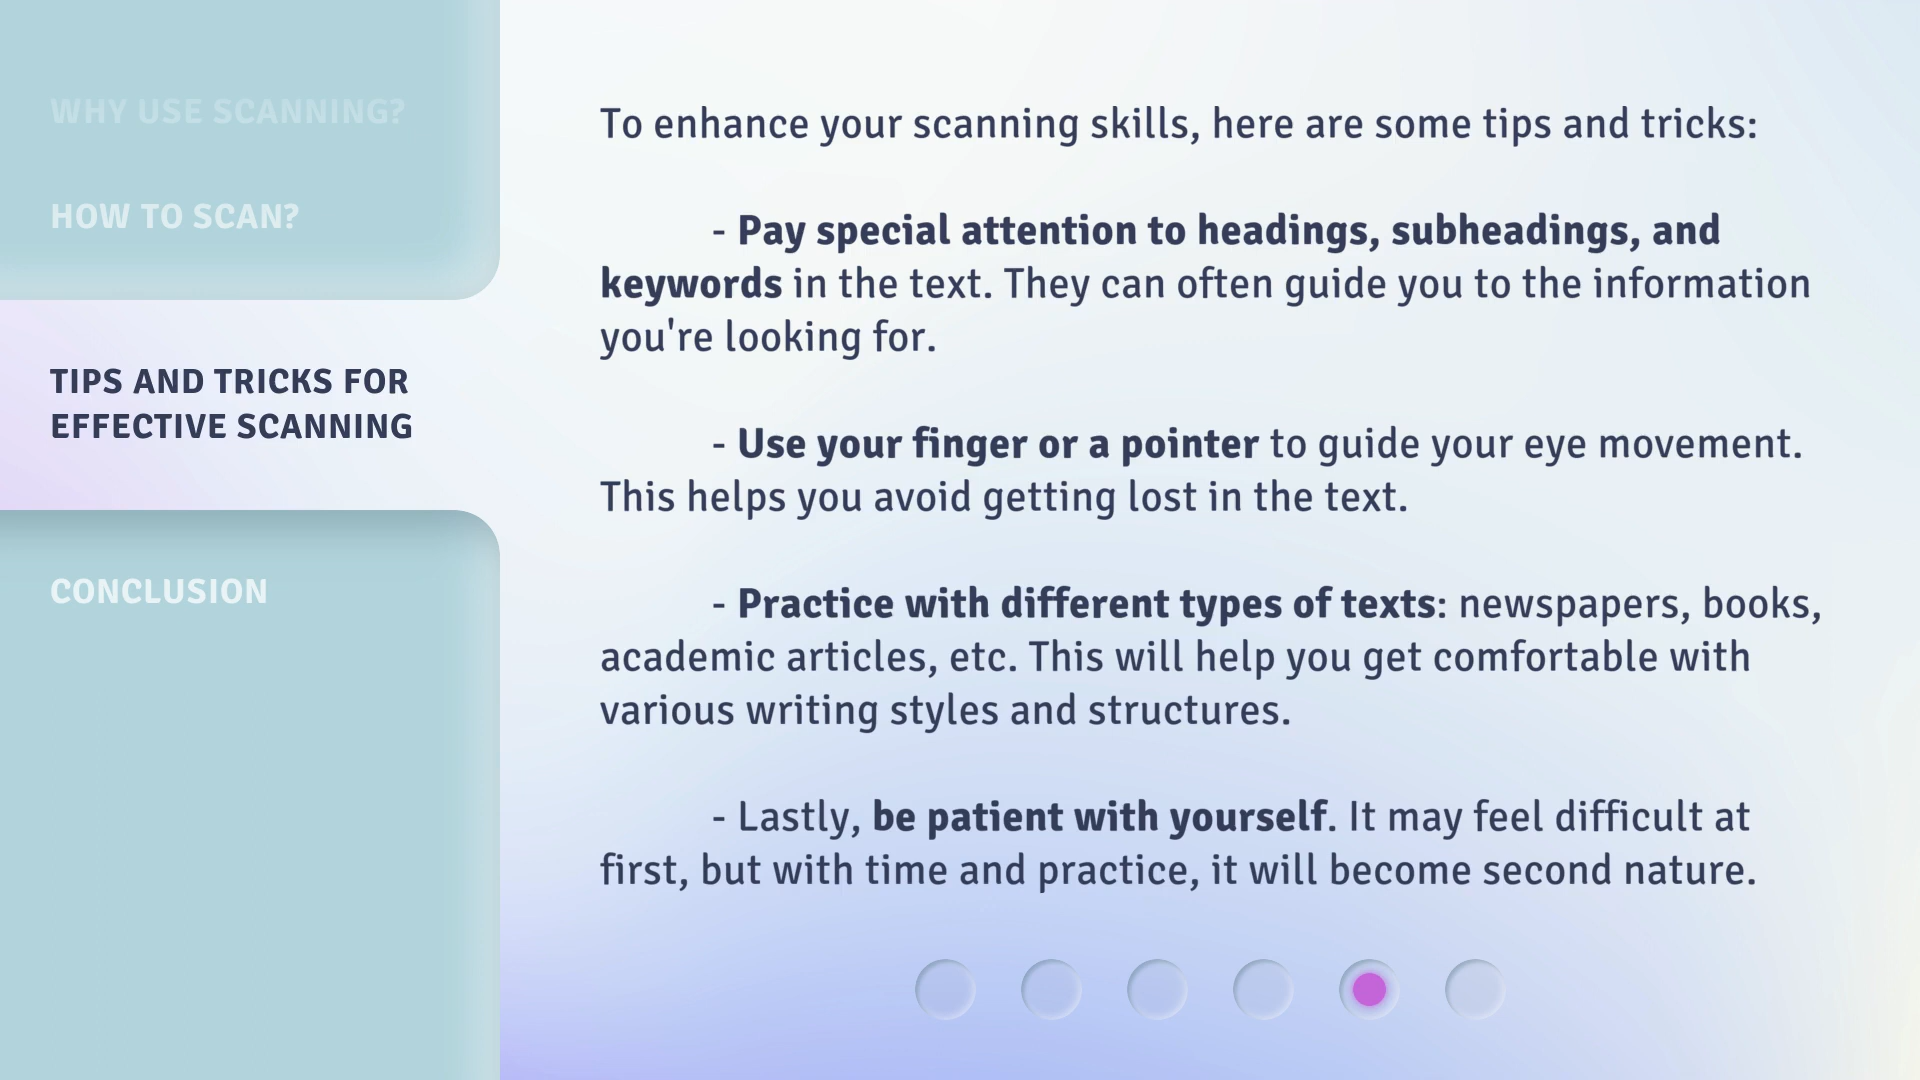 WHY USE SCANNING?
HOW TO SCAN?
TIPS AND TRICKS FOR
EFFECTIVE SCANNING
CONCLUSION
To enhance your scanning skills, here are some tips and tricks:
- Pay special attention to headings, subheadings, and
keywords in the text. They can often guide you to the information
you're looking for.
- Use your finger or a pointer to guide your eye movement.
This helps you avoid getting lost in the text.
- Practice with different types of texts: newspapers, books,
academic articles, etc. This will help you get comfortable with
various writing styles and structures.
- Lastly, be patient with yourself. It may feel difficult at
first, but with time and practice, it will become second nature.